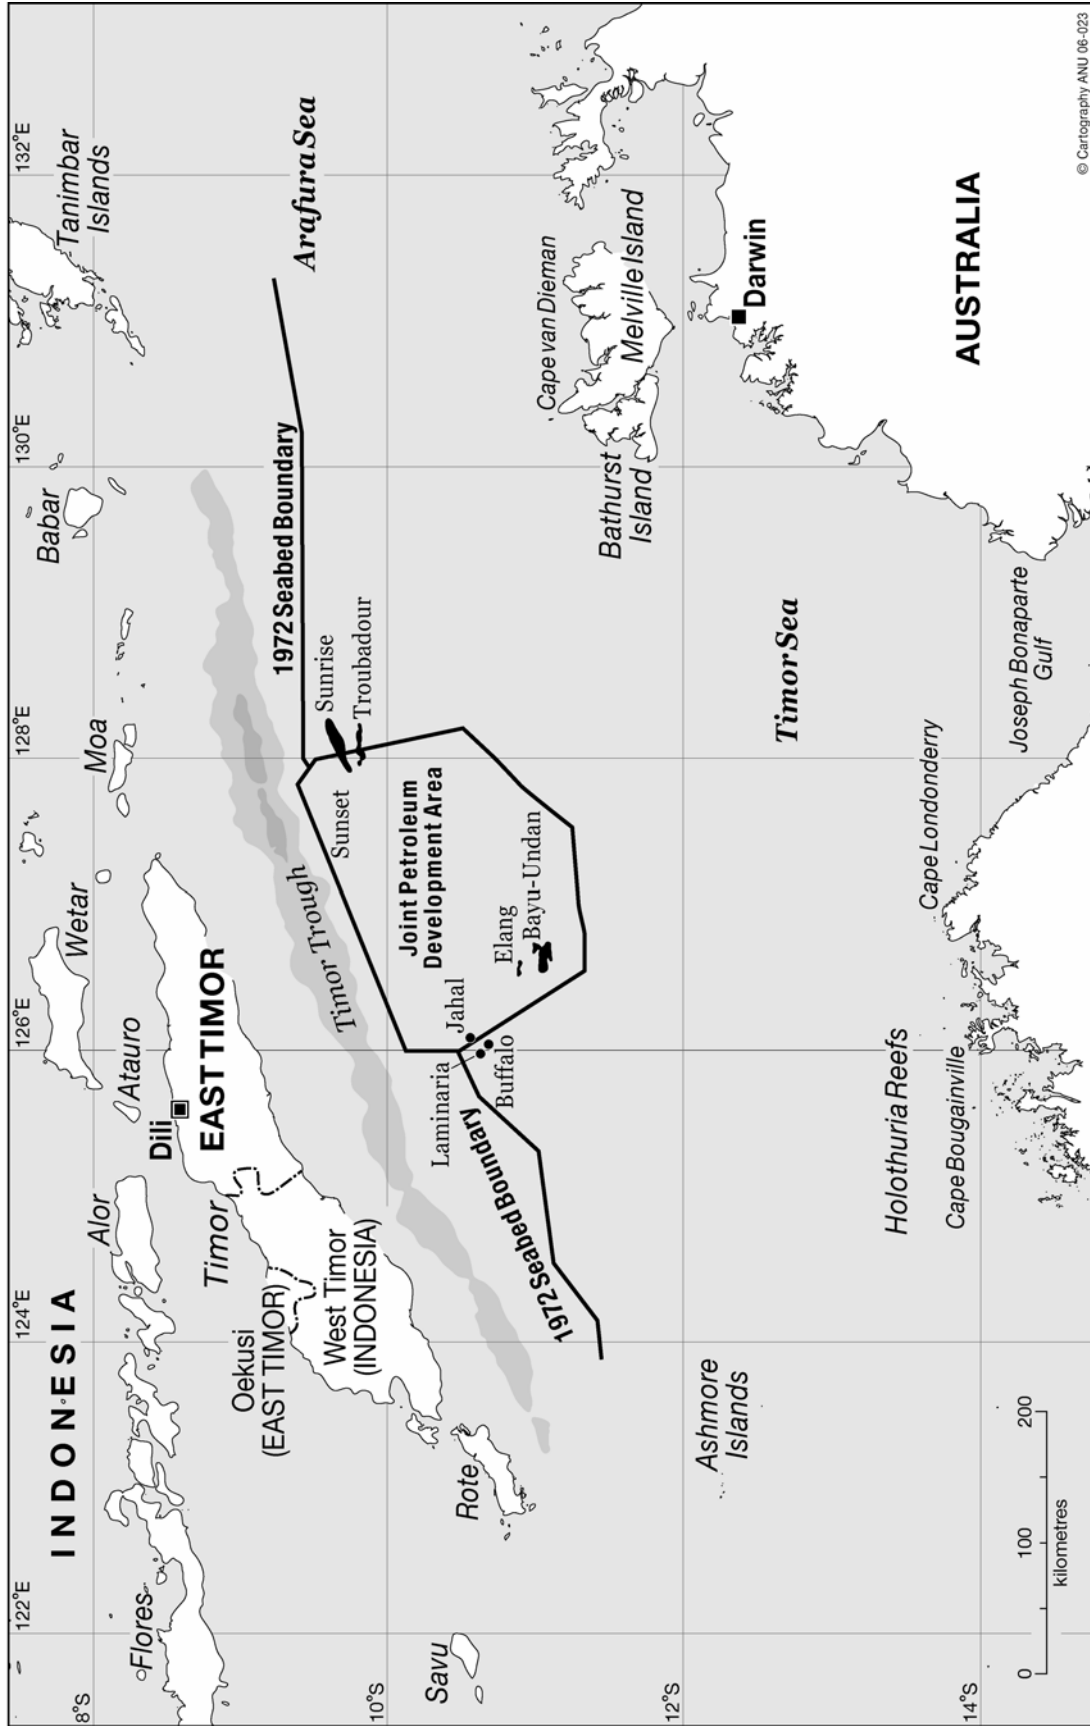 122°E
124°E
126°E
128°E
130°E
132°E
8°S
10°S
12°S
14°S
INDONESIA
Flores
Alor
Atauro
Wetar
Moa
Babar
Tanimbar
Islands
Dili
EAST TIMOR
Timor
Oekusi
(EAST TIMOR)
West Timor
(INDONESIA)
Rote
Savu
Timor Trough
1972 Seabed Boundary
Arafura Sea
Sunrise
Troubadour
Sunset
Joint Petroleum
Development Area
Elang
Bayu-Undan
Jahal
Laminaria
Buffalo
1972 Seabed Boundary
Ashmore
Islands
Timor Sea
Cape van Dieman
Melville Island
Bathurst
Island
Darwin
AUSTRALIA
Joseph Bonaparte
Gulf
Cape Londonderry
Holothuria Reefs
Cape Bougainville
0
100
200
kilometres
© Cartography ANU 06-023